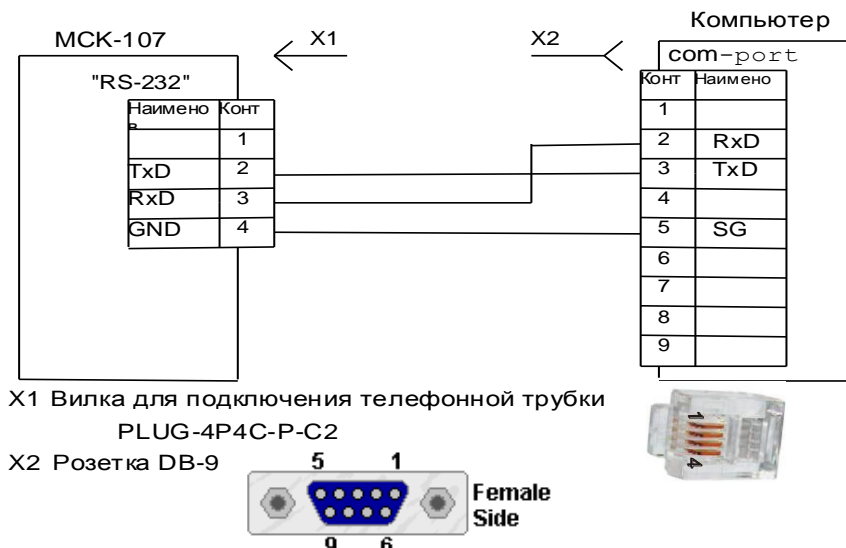 Компьютер
МСК-107
X1
X2
com-port
"RS-232"
Конт Наимено
Наимено Конт
в
1
1
2 RxD
TxD 2
3 TxD
RxD 3
4
GND 4
5 SG
6
7
8
9
X1 Вилка для подключения телефонной трубки
PLUG-4P4C-P-C2
X2 Розетка DB-9
1
4
5 1
Female
Side
9 6